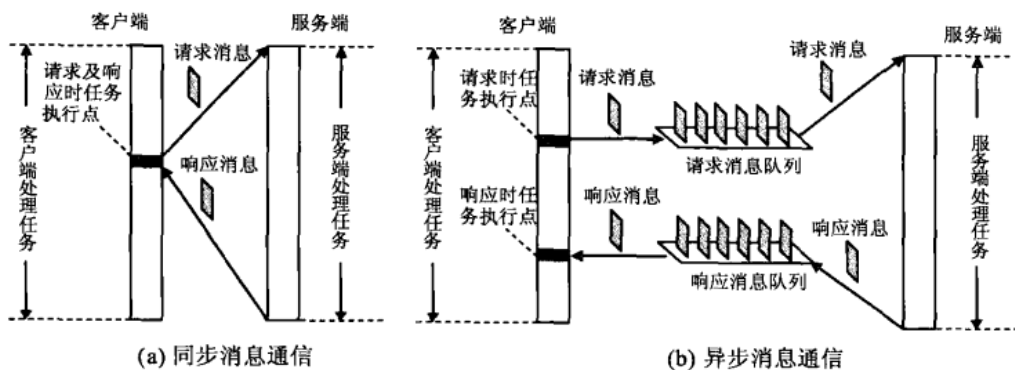 客户端
服务端
请求消息
请求及响
应时任务
执行点
客户端处理任务
服务端处理任务
响应消息
(a) 同步消息通信
客户端
服务端
请求消息
请求时任
务执行点
请求消息
请求消息队列
客户端处理任务
服务端处理任务
响应时任
务执行点
响应消息
响应消息
响应消息队列
(b) 异步消息通信